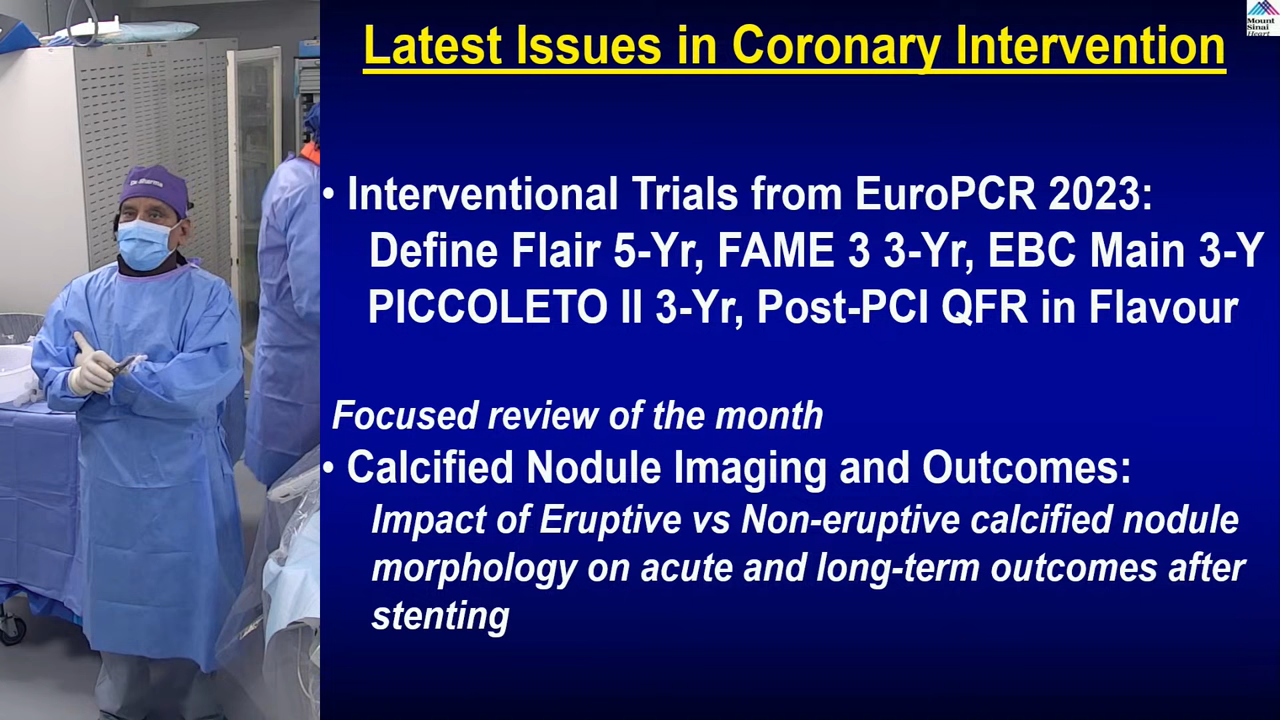 Latest Issues in Coronary Intervention
Mount
Sinai
Heart
• Interventional Trials from EuroPCR 2023:
Define Flair 5-Yr, FAME 3 3-Yr, EBC Main 3-Y
PICCOLETO II 3-Yr, Post-PCI QFR in Flavour
Focused review of the month
• Calcified Nodule Imaging and Outcomes:
Impact of Eruptive vs Non-eruptive calcified nodule
morphology on acute and long-term outcomes after
stenting